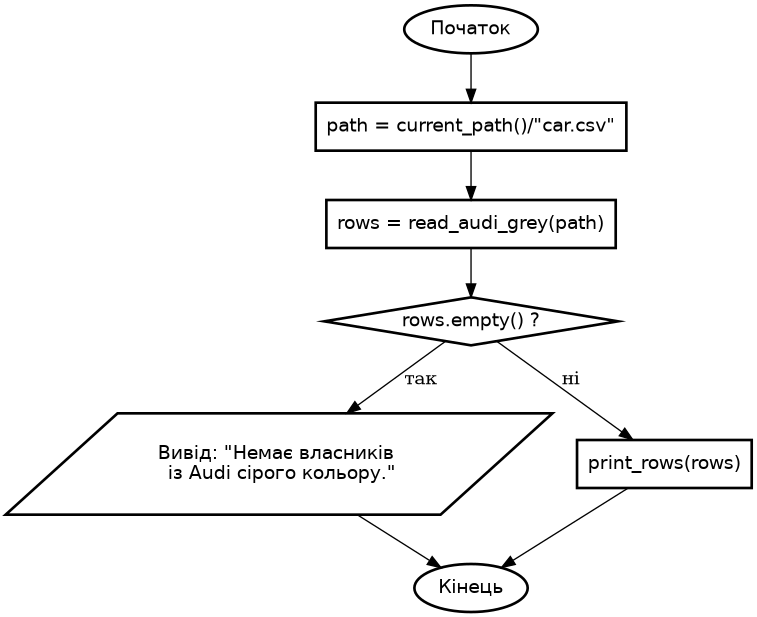 Початок
path = current_path()/"car.csv"
rows = read_audi_grey(path)
rows.empty() ?
так
ні
Вивід: "Немає власників
із Audi сірого кольору."
print_rows(rows)
Кінець